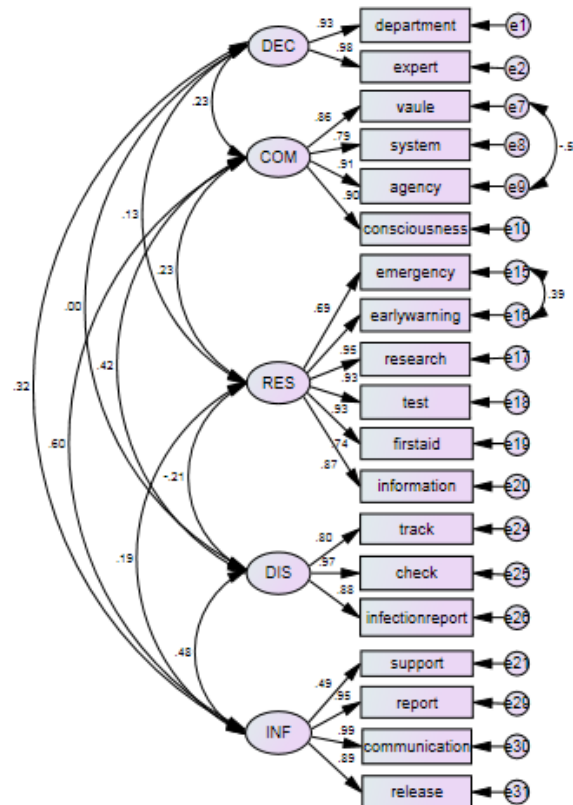 .93 department e1
DEC
.98 expert e2
.23
.86 vaule e7
.79 system e8
-.5
COM
.91 agency e9
.90 consciousness e10
.13
.23
emergency e15
.69
.39
earlywarning e16
.00
.95 research e17
.42
RES
.93
.32
test e18
.93
.60
.74 firstaid e19
-.21
.87 information e20
.19
.80 track e24
DIS
.97 check e25
.88 infectionreport e26
.48
support e21
.49
.95 report e29
INF
.99 communication e30
.89 release e31